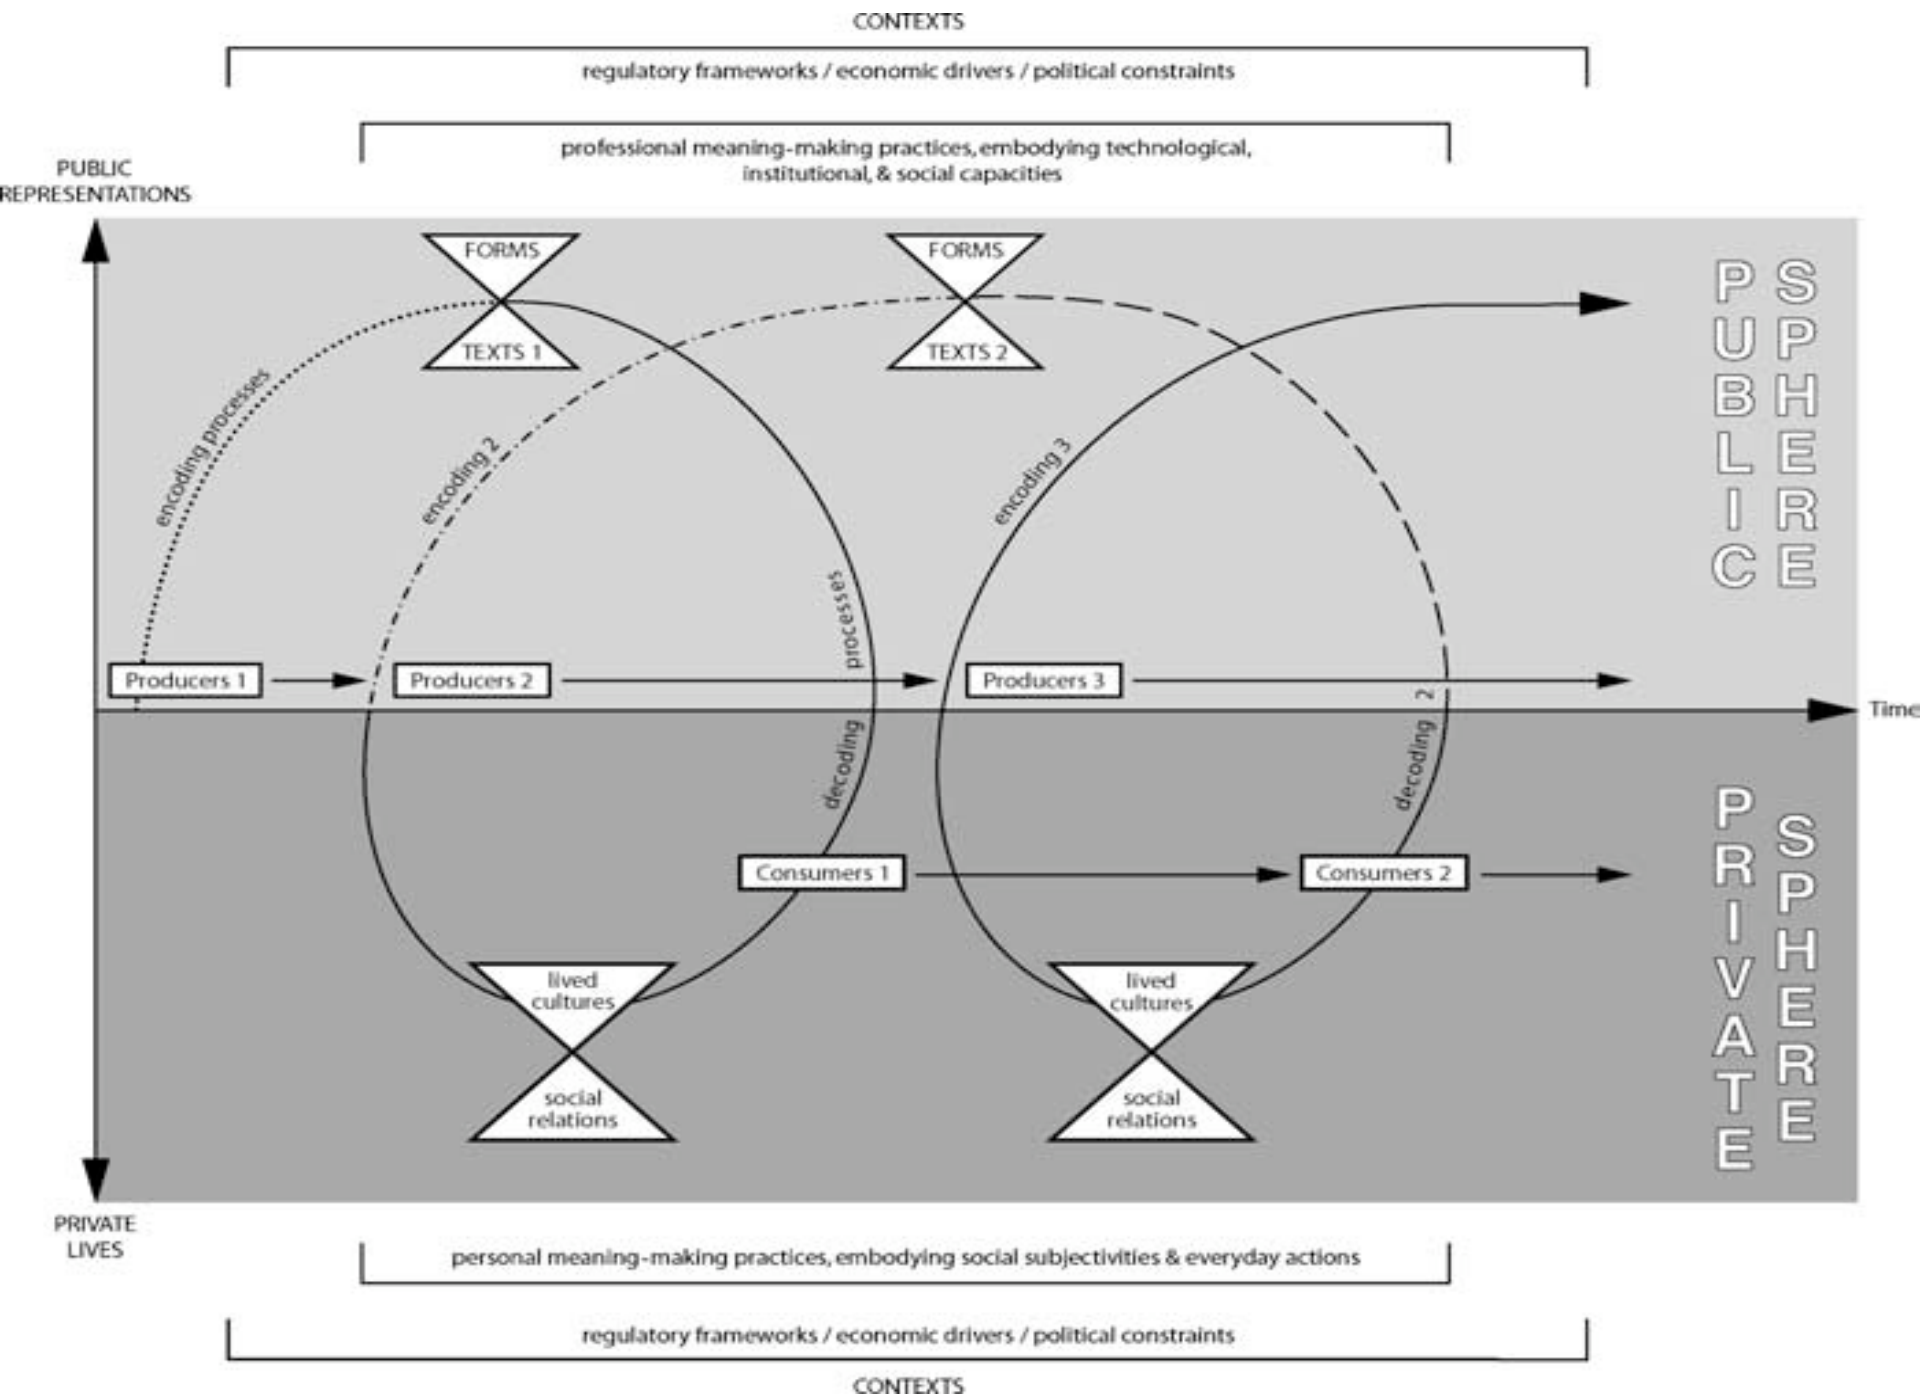 CONTEXTS
regulatory frameworks / economic drivers / political constraints
professional meaning-making practices, embodying technological,
institutional, & social capacities
PUBLIC
REPRESENTATIONS
FORMS
TEXTS 1
FORMS
TEXTS 2
PUBLIC
SPHERE
encoding processes
encoding 2
encoding 3
processes
Producers 1
Producers 2
Producers 3
2
Time
decoding
decoding
Consumers 1
Consumers 2
lived
cultures
social
relations
lived
cultures
social
relations
PRIVATE
SPHERE
PRIVATE
LIVES
personal meaning-making practices, embodying social subjectivities & everyday actions
regulatory frameworks / economic drivers / political constraints
CONTEXTS